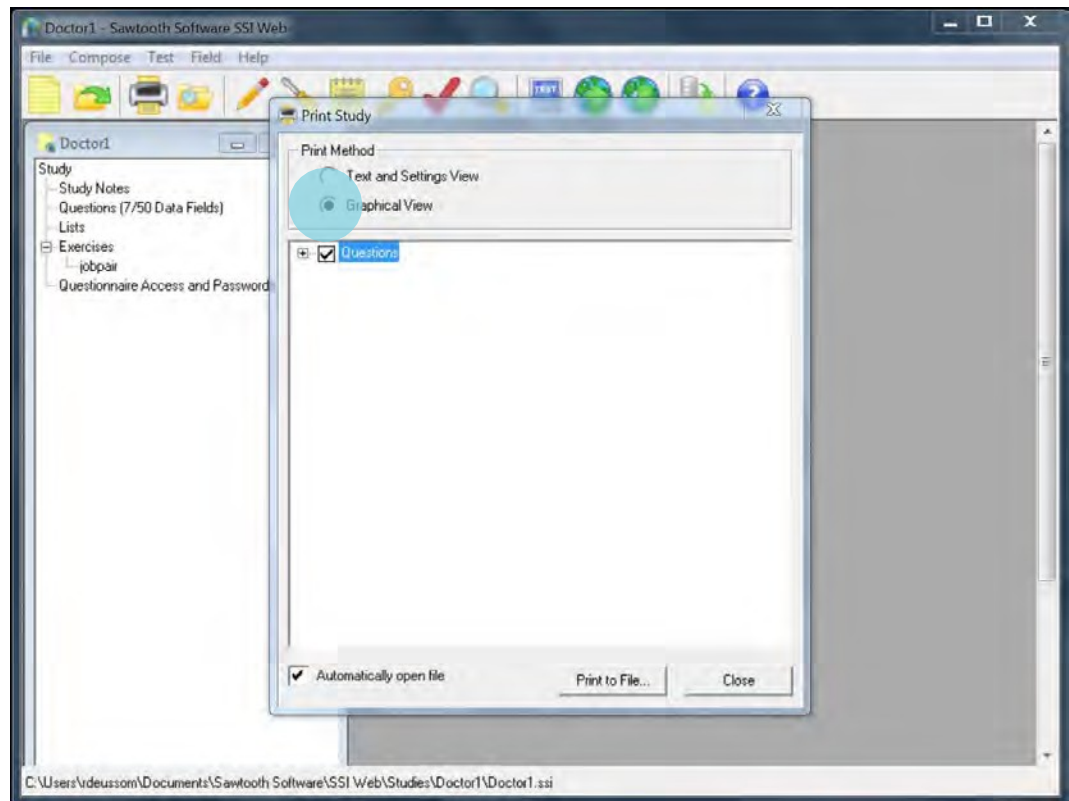 Doctor1 - Sawtooth Software SSI Web
File Compose Test Field Help
TEST
Print Study
Doctor1
Study
Study Notes
Questions (7/50 Data Fields)
Lists
Exercises
jobpair
Questionnaire Access and Password
Print Method
Text and Settings View
Graphical View
Questions
Automatically open file
Print to File...
Close
C:\Users\rdeussom\Documents\Sawtooth Software\SSI Web\Studies\Doctor1\Doctor1.ssi